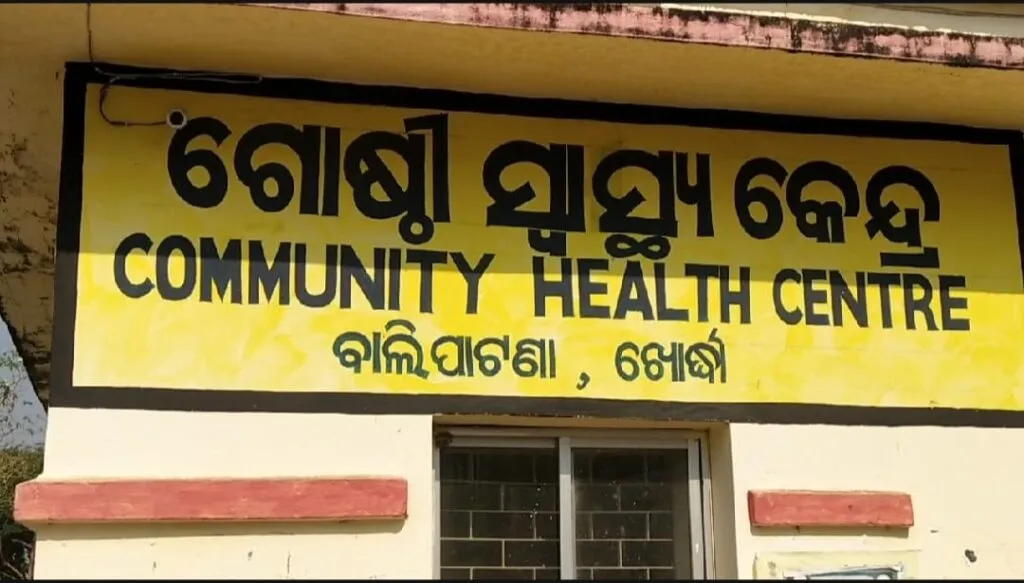 ଗୋଷ୍ଠୀ ସ୍ୱାସ୍ଥ୍ୟ କେନ୍ଦ୍ର
COMMUNITY HEALTH CENTRE
ବାଲିପାଟଣା , ଖୋର୍ଦ୍ଧା